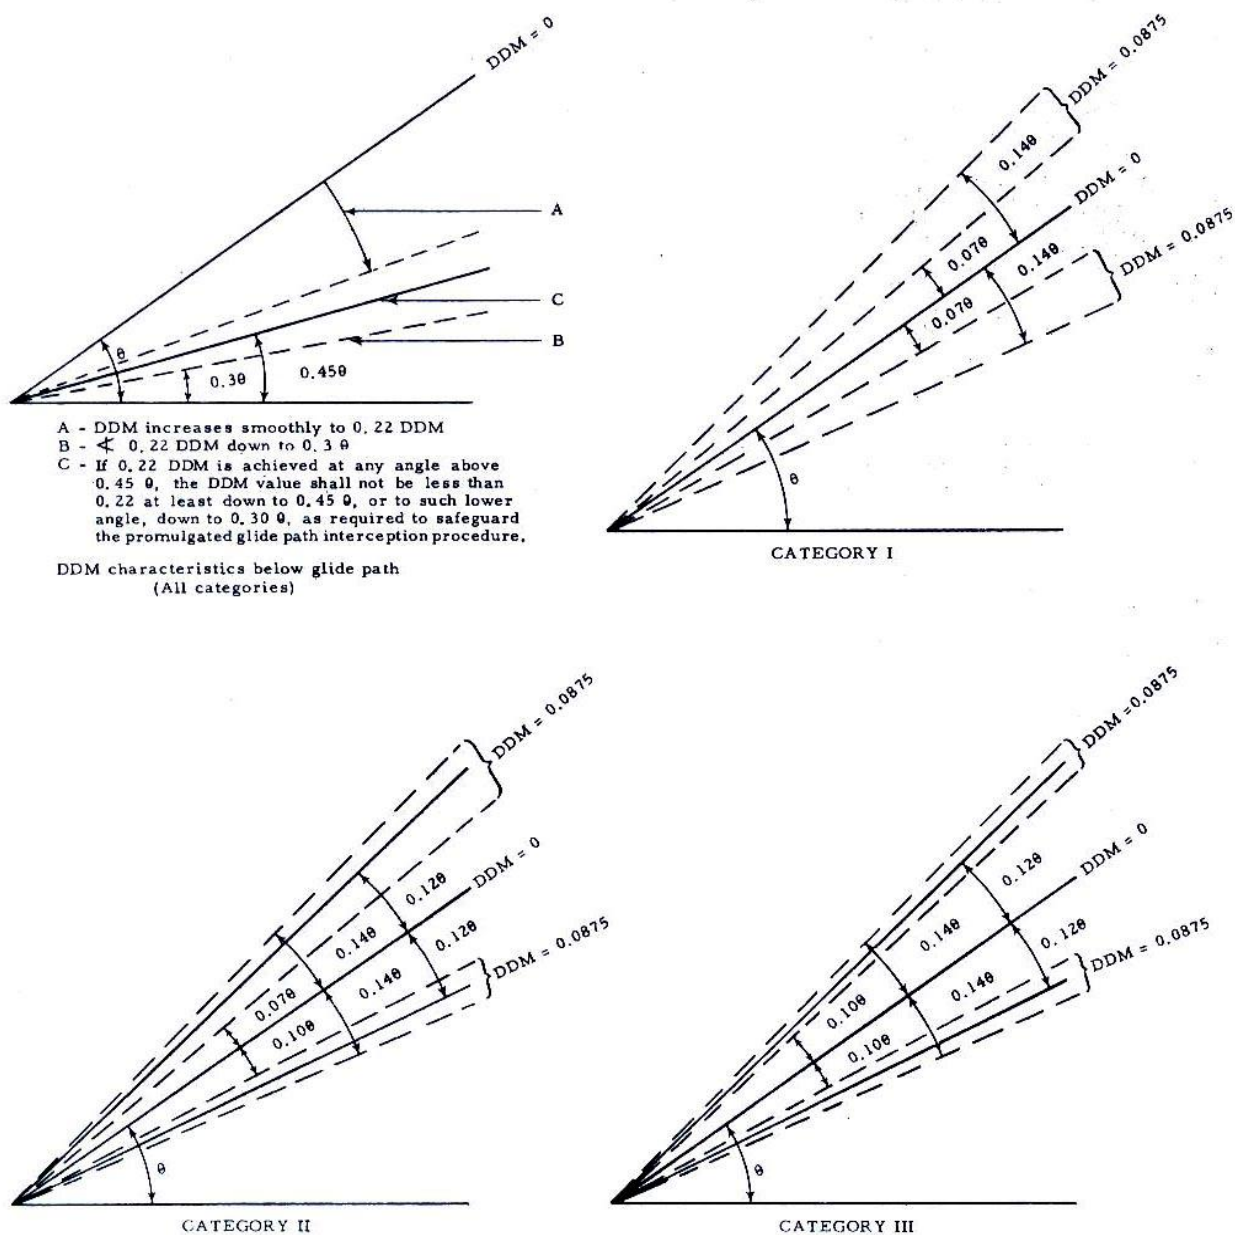 DDM = 0
A
C
B
θ
0.3θ
0.45θ
A - DDM increases smoothly to 0.22 DDM
B - ∢ 0.22 DDM down to 0.3 θ
C - If 0.22 DDM is achieved at any angle above
0.45 θ, the DDM value shall not be less than
0.22 at least down to 0.45 θ, or to such lower
angle, down to 0.30 θ, as required to safeguard
the promulgated glide path interception procedure,
DDM characteristics below glide path
(All categories)
DDM = 0.0875
0.14θ
DDM = 0
DDM = 0.0875
0.07θ
0.14θ
0.07θ
θ
CATEGORY I
DDM = 0.0875
DDM = 0
0.12θ
0.14θ
0.12θ
DDM = 0.0875
0.07θ
0.14θ
0.10θ
θ
CATEGORY II
DDM = 0.0875
DDM = 0
0.12θ
0.14θ
0.12θ
DDM = 0.0875
0.10θ
0.14θ
0.10θ
θ
CATEGORY III